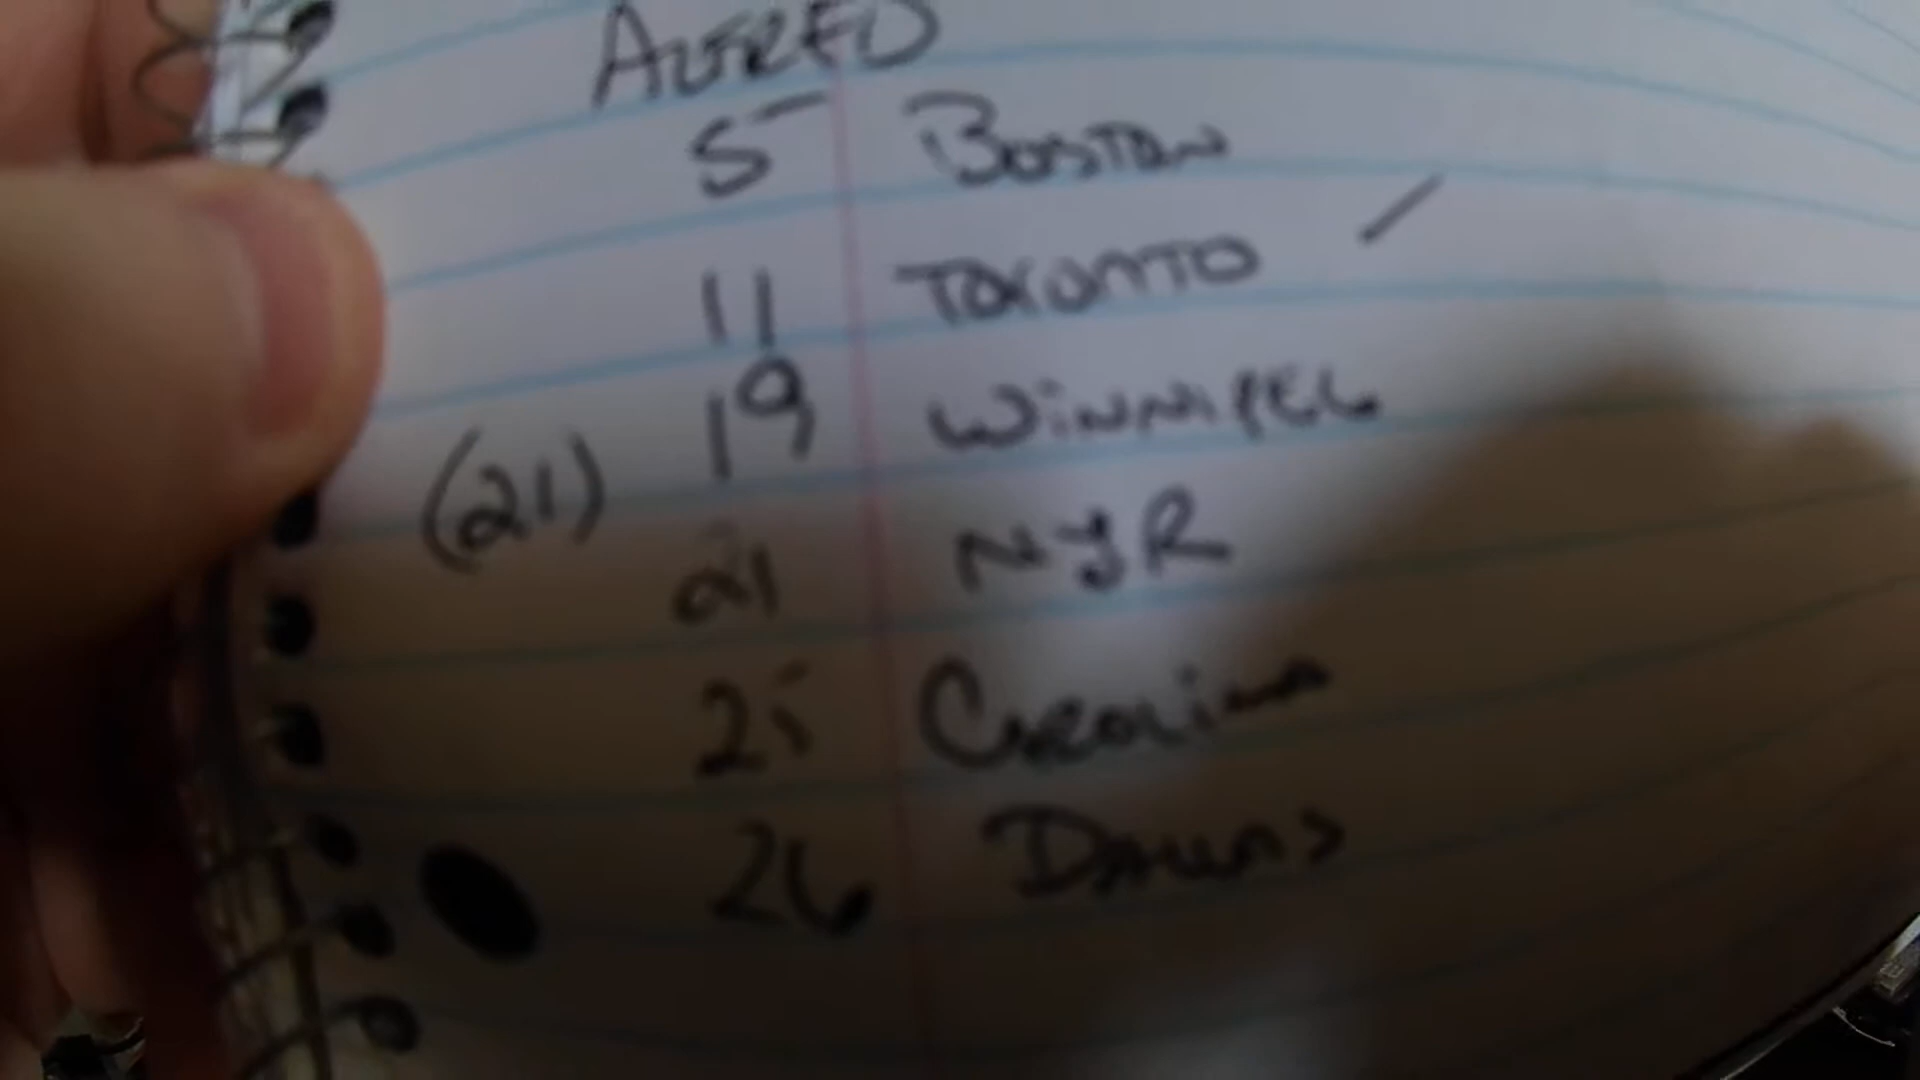 ALFRED
5 BOSTON
11 TORONTO /
19 WINNIPEG
(21) 21 NYR
25 CAROLINA
26 DALLAS